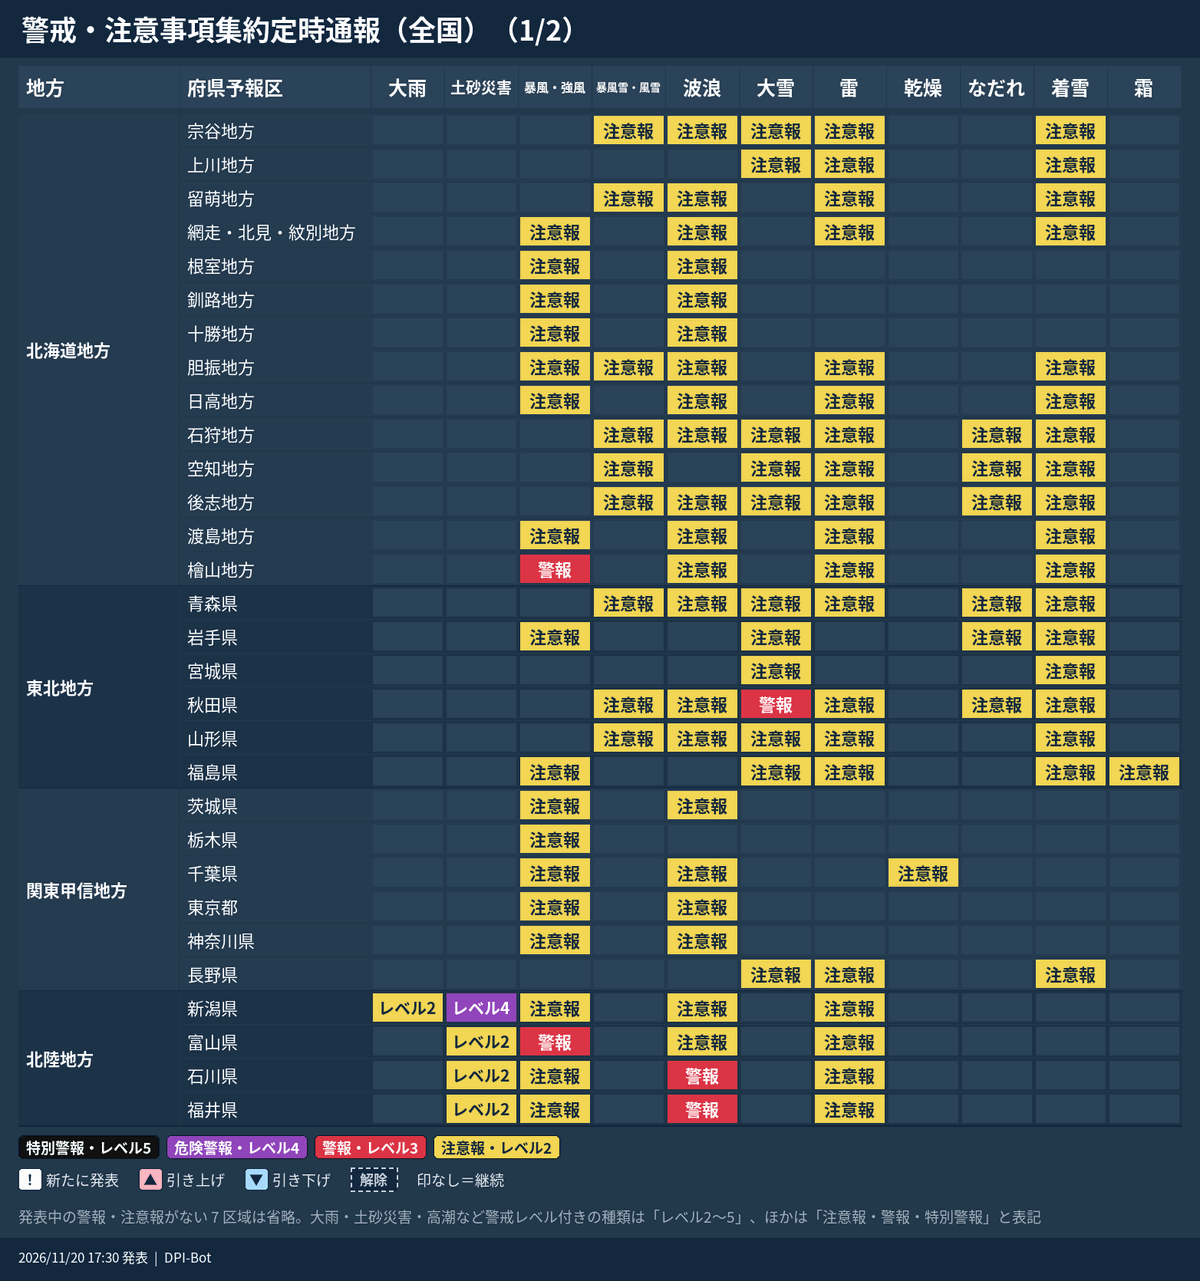 警戒・注意事項集約定時通報（全国）（1/2）
地方 府県予報区 大雨 土砂災害 暴風・強風 暴風雪・風雪 波浪 大雪 雷 乾燥 なだれ 着雪 霜
北海道地方
宗谷地方 注意報 注意報 注意報 注意報 注意報
上川地方 注意報 注意報 注意報
留萌地方 注意報 注意報 注意報 注意報
網走・北見・紋別地方 注意報 注意報 注意報 注意報
根室地方 注意報 注意報
釧路地方 注意報 注意報
十勝地方 注意報 注意報
胆振地方 注意報 注意報 注意報 注意報 注意報
日高地方 注意報 注意報 注意報 注意報
石狩地方 注意報 注意報 注意報 注意報 注意報 注意報
空知地方 注意報 注意報 注意報 注意報 注意報
後志地方 注意報 注意報 注意報 注意報 注意報 注意報
渡島地方 注意報 注意報 注意報 注意報
檜山地方 警報 注意報 注意報 注意報
東北地方
青森県 注意報 注意報 注意報 注意報 注意報 注意報
岩手県 注意報 注意報 注意報 注意報
宮城県 注意報 注意報
秋田県 注意報 注意報 警報 注意報 注意報 注意報
山形県 注意報 注意報 注意報 注意報 注意報
福島県 注意報 注意報 注意報 注意報 注意報
関東甲信地方
茨城県 注意報 注意報
栃木県 注意報
千葉県 注意報 注意報 注意報
東京都 注意報 注意報
神奈川県 注意報 注意報
長野県 注意報 注意報 注意報
北陸地方
新潟県 レベル2 レベル4 注意報 注意報 注意報
富山県 レベル2 警報 注意報 注意報
石川県 レベル2 注意報 警報 注意報
福井県 レベル2 注意報 警報 注意報
特別警報・レベル5 危険警報・レベル4 警報・レベル3 注意報・レベル2
! 新たに発表 ▲ 引き上げ ▼ 引き下げ 解除 印なし＝継続
発表中の警報・注意報がない７区域は省略。大雨・土砂災害・高潮など警戒レベル付きの種類は「レベル2〜5」、ほかは「注意報・警報・特別警報」と表記
2026/11/20 17:30 発表 | DPI-Bot